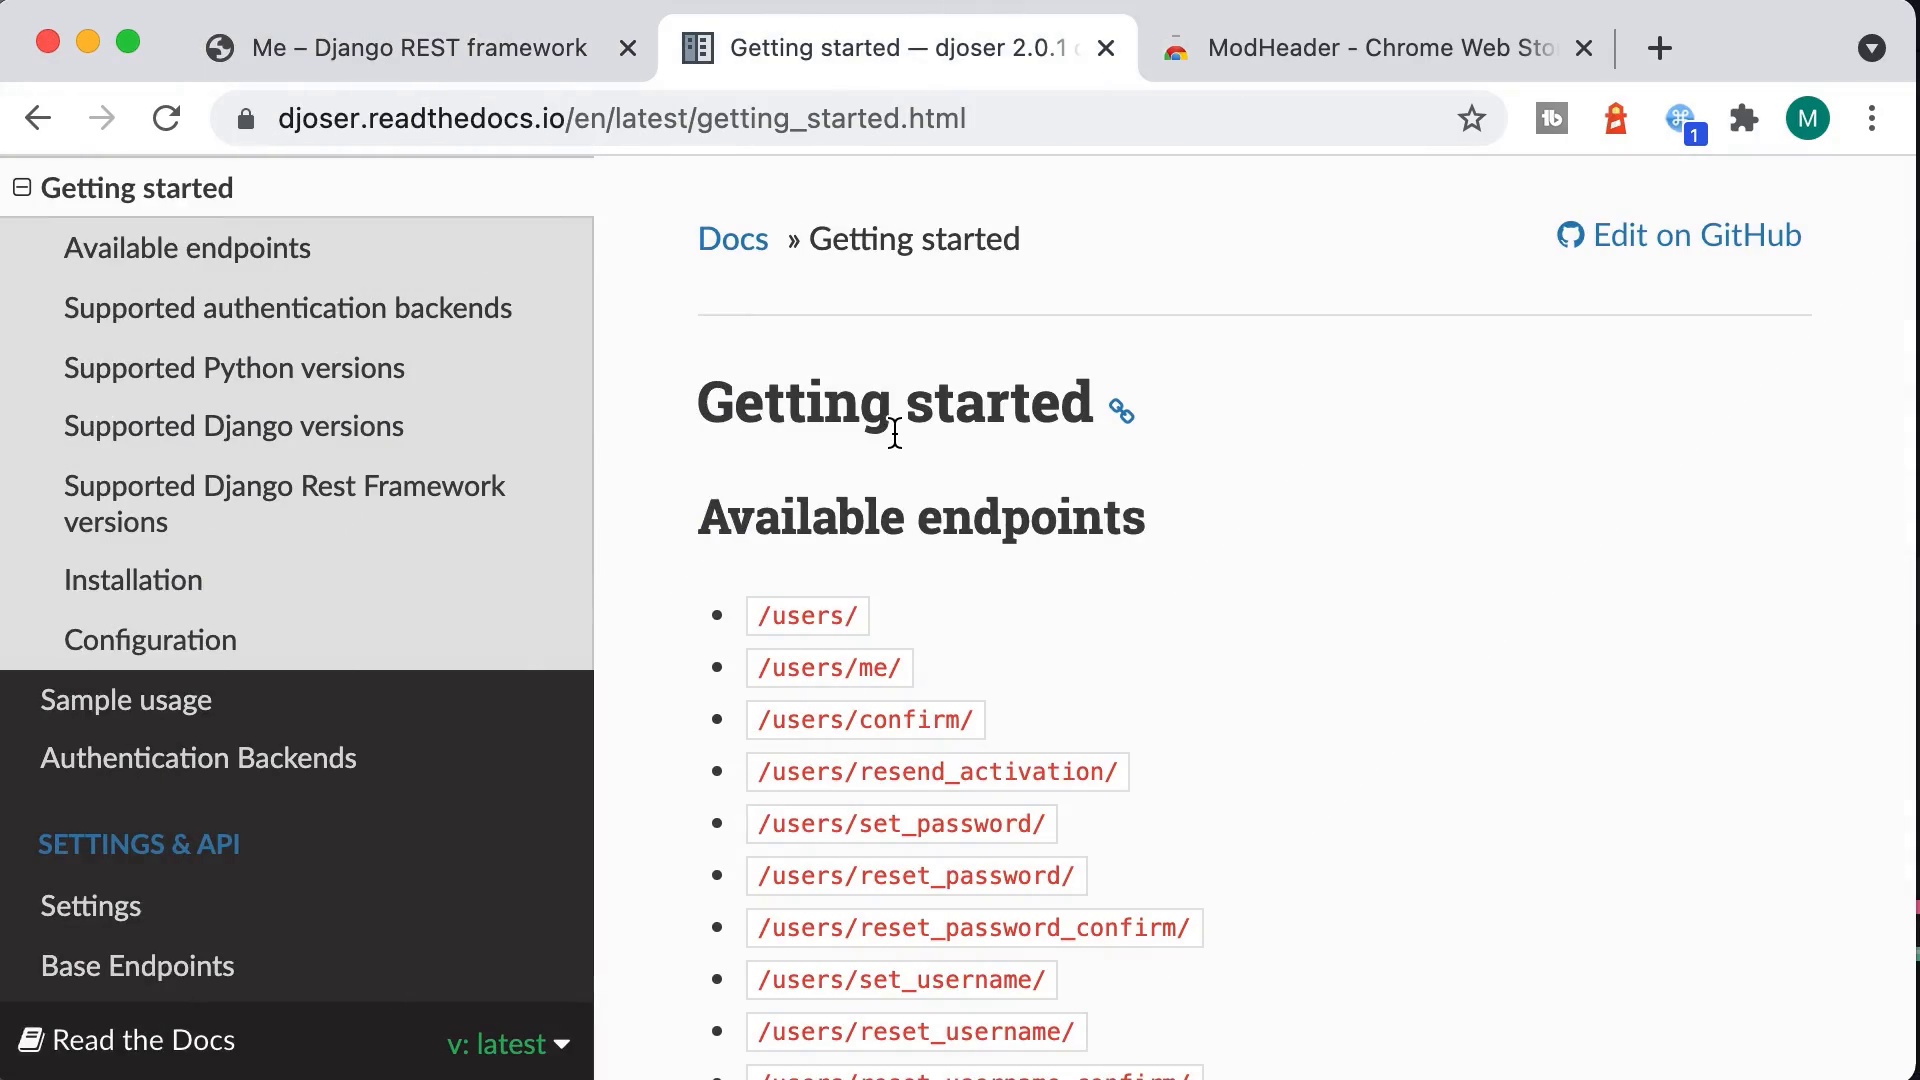 Me – Django REST framework
Getting started — djoser 2.0.1
ModHeader - Chrome Web Sto
djoser.readthedocs.io/en/latest/getting_started.html
1
M
Getting started
Available endpoints
Supported authentication backends
Supported Python versions
Supported Django versions
Supported Django Rest Framework
versions
Installation
Configuration
Sample usage
Authentication Backends
SETTINGS & API
Settings
Base Endpoints
Read the Docs
v: latest
Docs » Getting started
Edit on GitHub
Getting started
Available endpoints
/users/
/users/me/
/users/confirm/
/users/resend_activation/
/users/set_password/
/users/reset_password/
/users/reset_password_confirm/
/users/set_username/
/users/reset_username/
/users/reset_username_confirm/